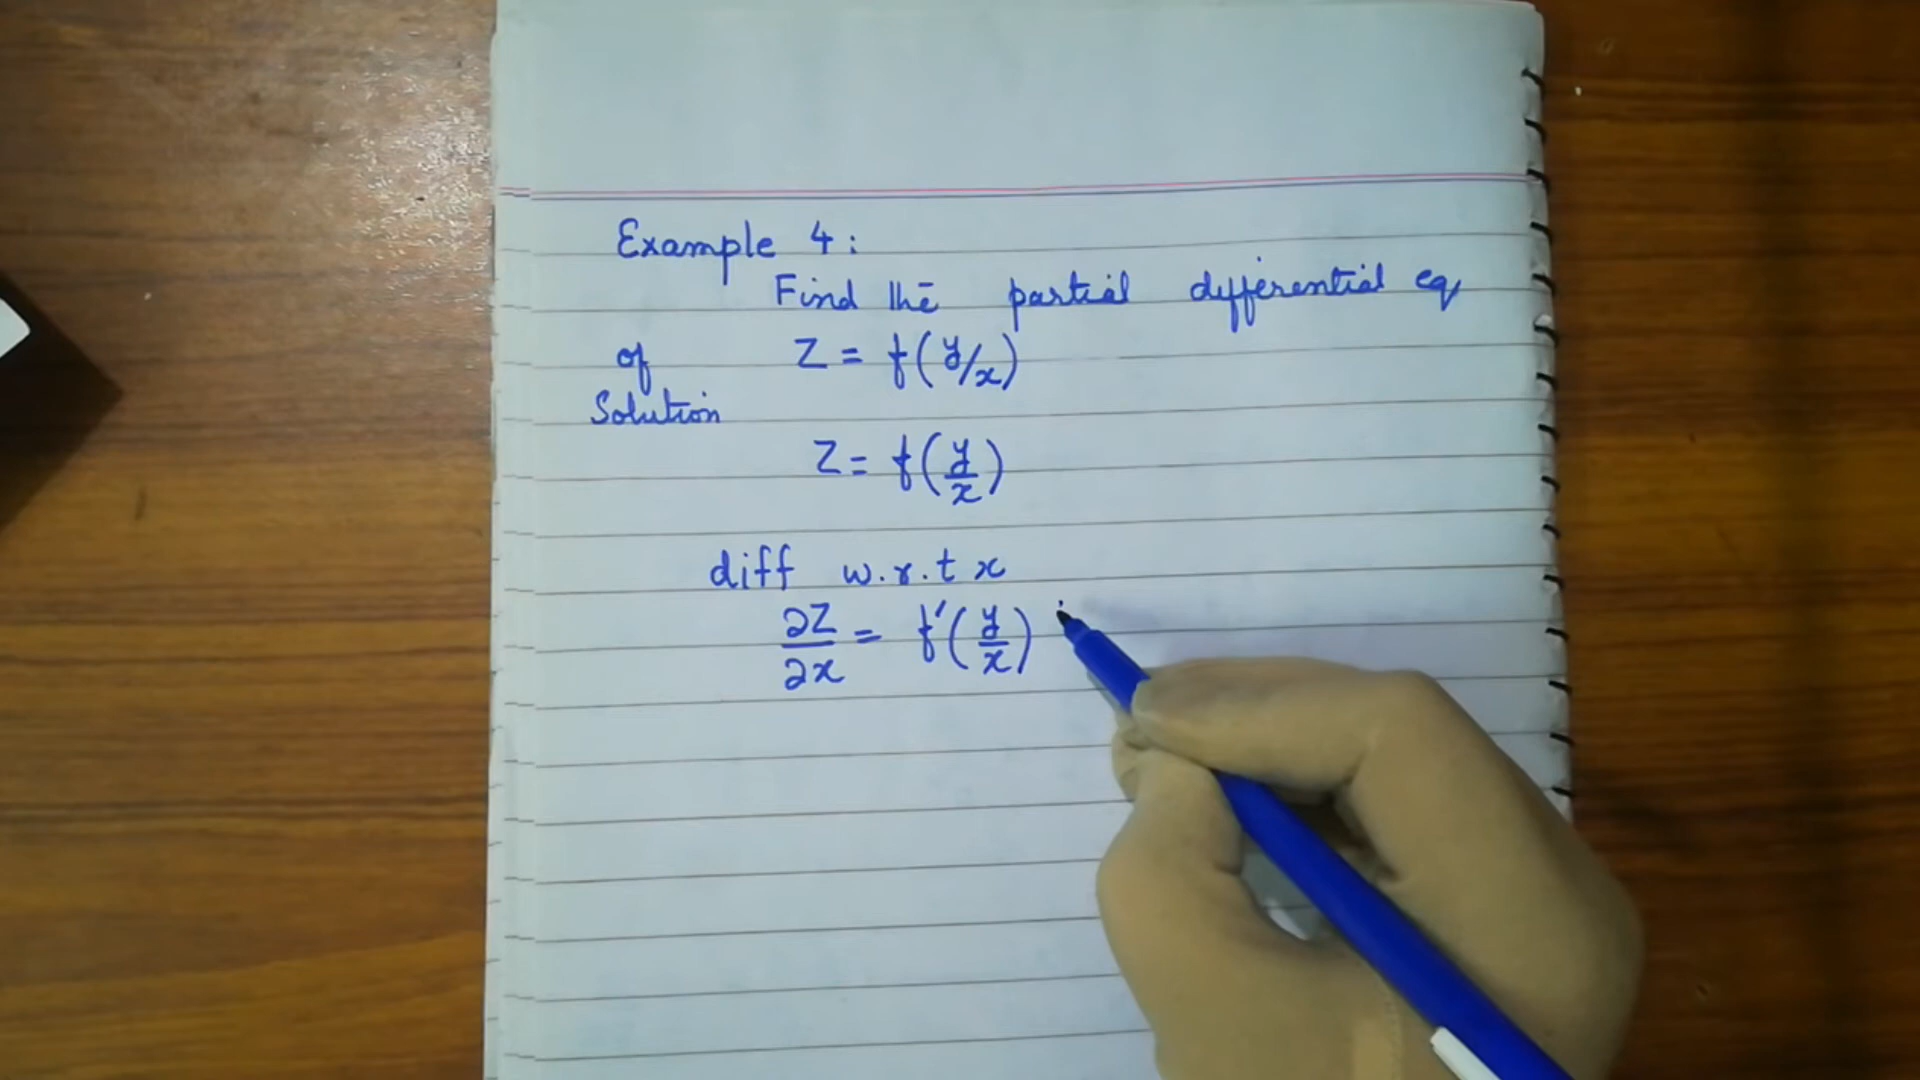 Example 4:
Find the partial differential eq
of Z = f(y/x)
Solution
Z = f(y/x)
diff w.r.t x
∂Z/∂x = f'(y/x)